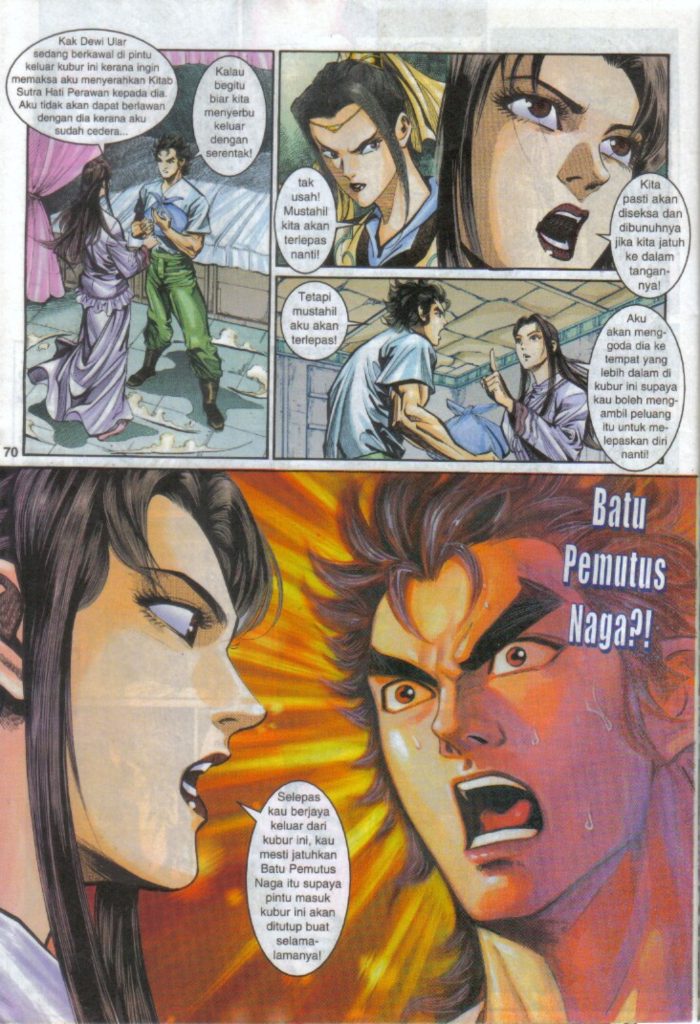 Kak Dewi Ular
sedang berkawal di pintu
keluar kubur ini kerana ingin
memaksa aku menyerahkan Kitab
Sutra Hati Perawan kepada dia.
Aku tidak akan dapat berlawan
dengan dia kerana aku
sudah cedera...
Kalau
begitu
biar kita
menyerbu
keluar
dengan
serentak!
tak
usah!
Mustahil
kita akan
terlepas
nanti!
Kita
pasti akan
diseksa dan
dibunuhnya
jika kita jatuh
ke dalam
tangan-
nya!
Tetapi
mustahil
aku akan
terlepas!
Aku
akan meng-
goda dia ke
tempat yang
lebih dalam di
kubur ini supaya
kau boleh meng-
ambil peluang
itu untuk me-
lepaskan diri
nanti!
70
Batu
Pemutus
Naga?!
Selepas
kau berjaya
keluar dari
kubur ini, kau
mesti jatuhkan
Batu Pemutus
Naga itu supaya
pintu masuk
kubur ini akan
ditutup buat
selama-
lamanya!